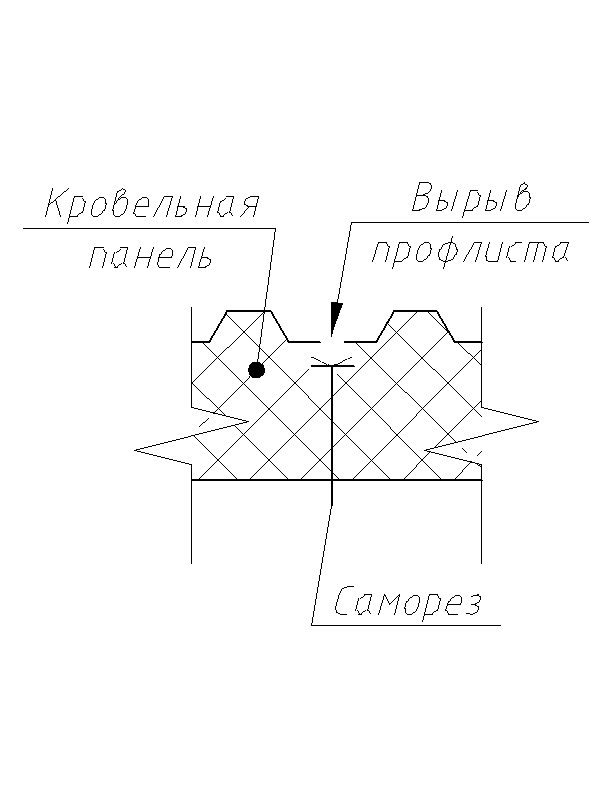 Кровельная
панель
Вырыв
профлиста
Саморез